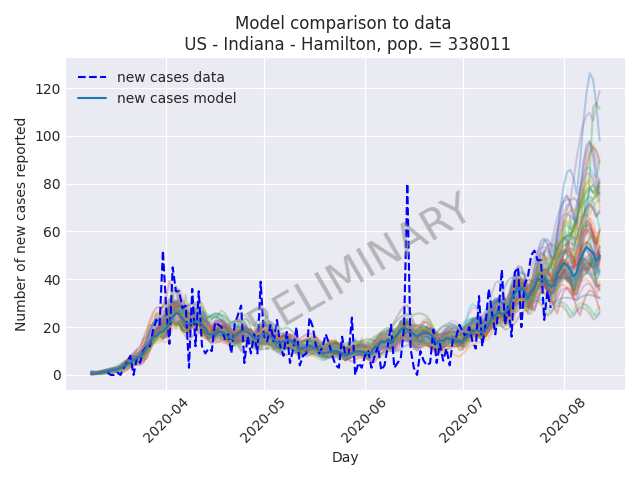 Model comparison to data
US - Indiana - Hamilton, pop. = 338011
new cases data
new cases model
PRELIMINARY
Number of new cases reported
120
100
80
60
40
20
0
2020-04
2020-05
2020-06
2020-07
2020-08
Day